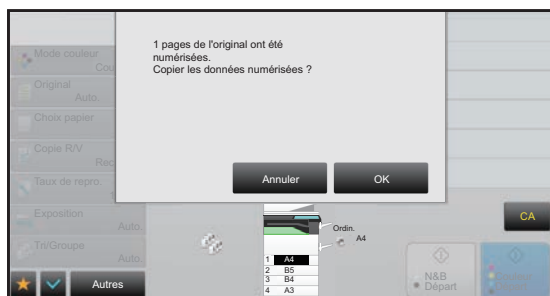 1 pages de l'original ont été
numérisées.
Copier les données numérisées ?
Annuler
OK
Mode couleur
Cou
Original
Auto.
Choix papier
Copie R/V
Rec
Taux de repro.
Exposition
Auto.
Tri/Groupe
Auto.
Autres
Ordin.
A4
1 A4
2 B5
3 B4
4 A3
CA
N&B
Départ